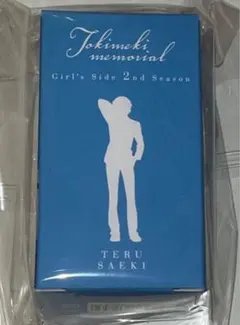 Tokimeki
memorial
Girl's Side 2nd Season
TERU
SAEKI